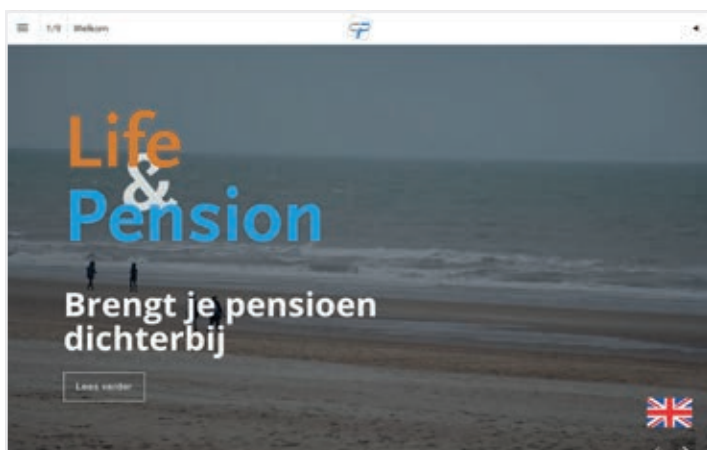 1/9 Welkom
Life
&
Pension
Brengt je pensioen
dichterbij
Lees verder